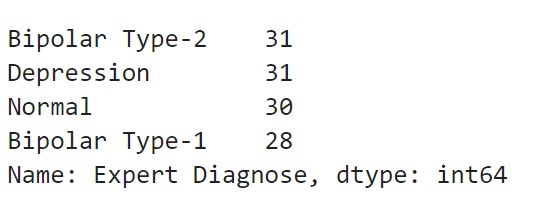 Bipolar Type-2    31
Depression        31
Normal            30
Bipolar Type-1    28
Name: Expert Diagnose, dtype: int64